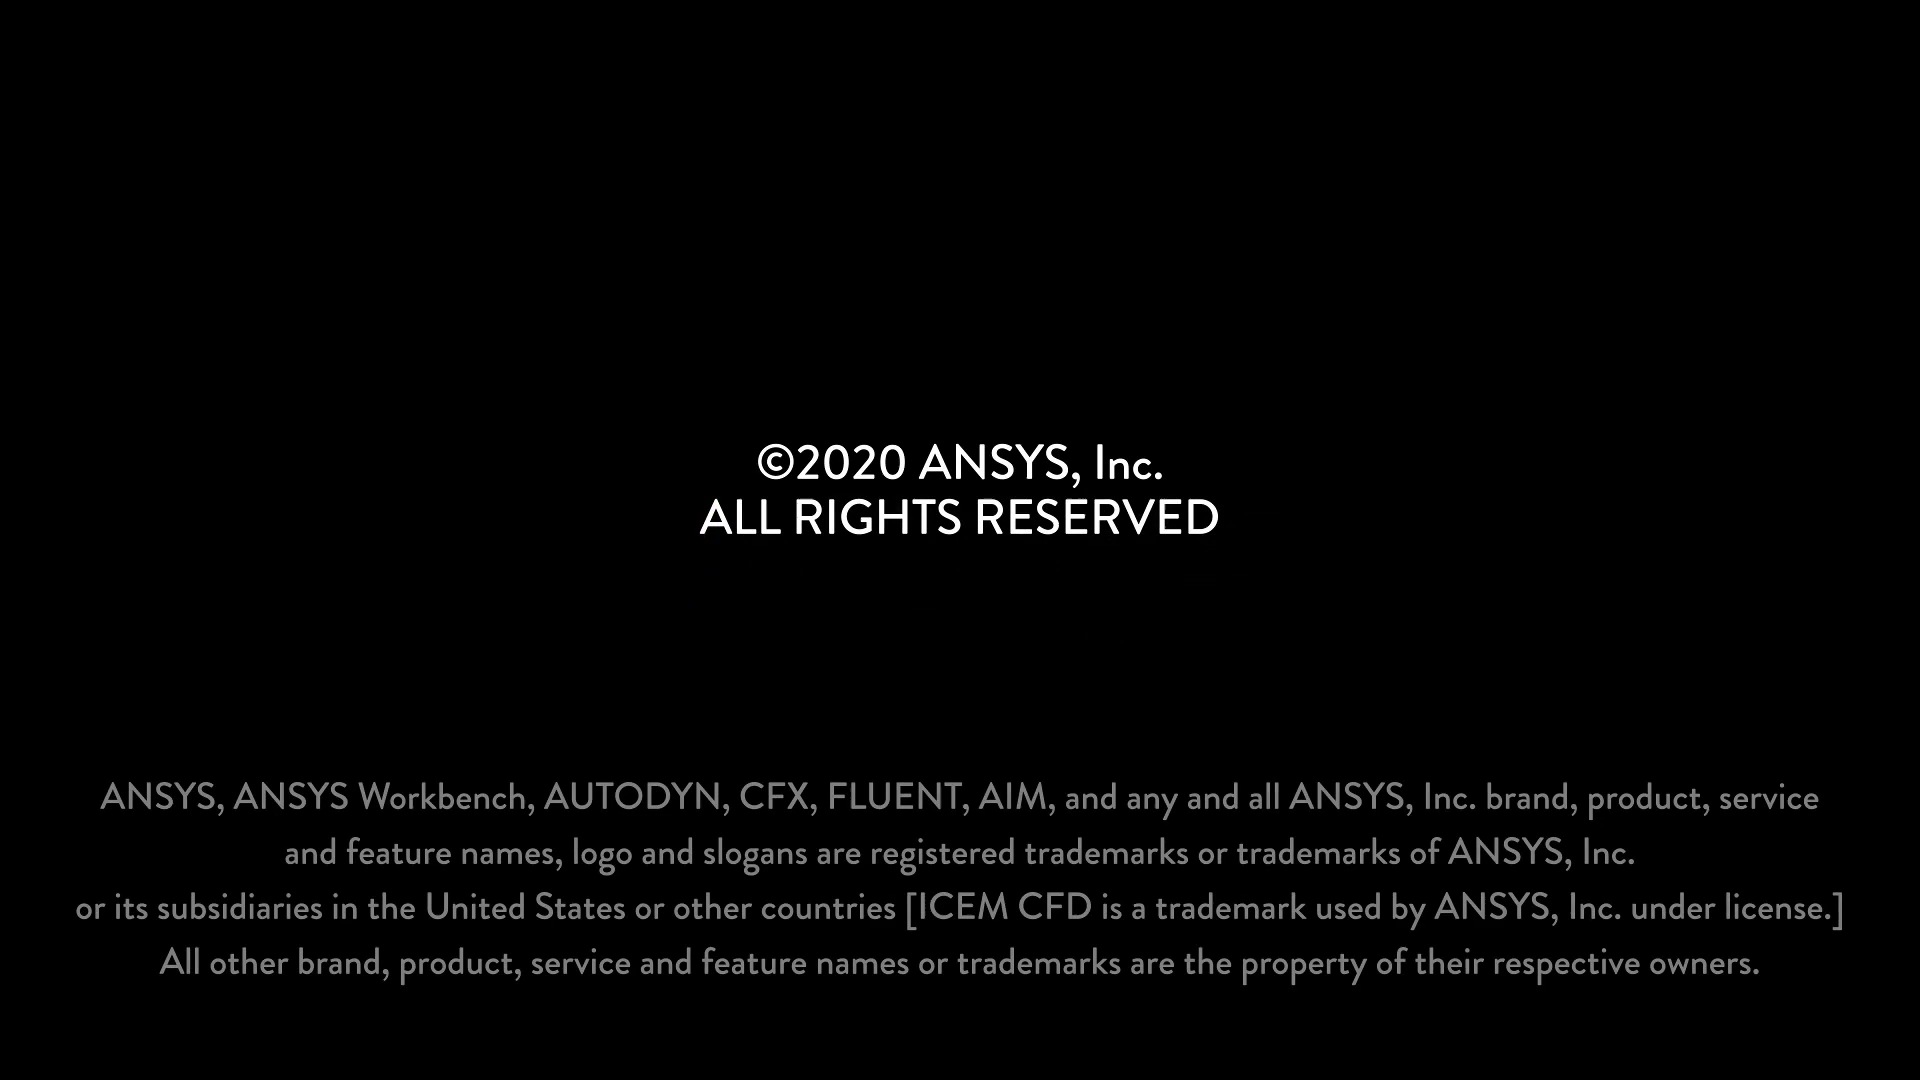 ©2020 ANSYS, Inc.
ALL RIGHTS RESERVED
ANSYS, ANSYS Workbench, AUTODYN, CFX, FLUENT, AIM, and any and all ANSYS, Inc. brand, product, service
and feature names, logo and slogans are registered trademarks or trademarks of ANSYS, Inc.
or its subsidiaries in the United States or other countries [ICEM CFD is a trademark used by ANSYS, Inc. under license.]
All other brand, product, service and feature names or trademarks are the property of their respective owners.